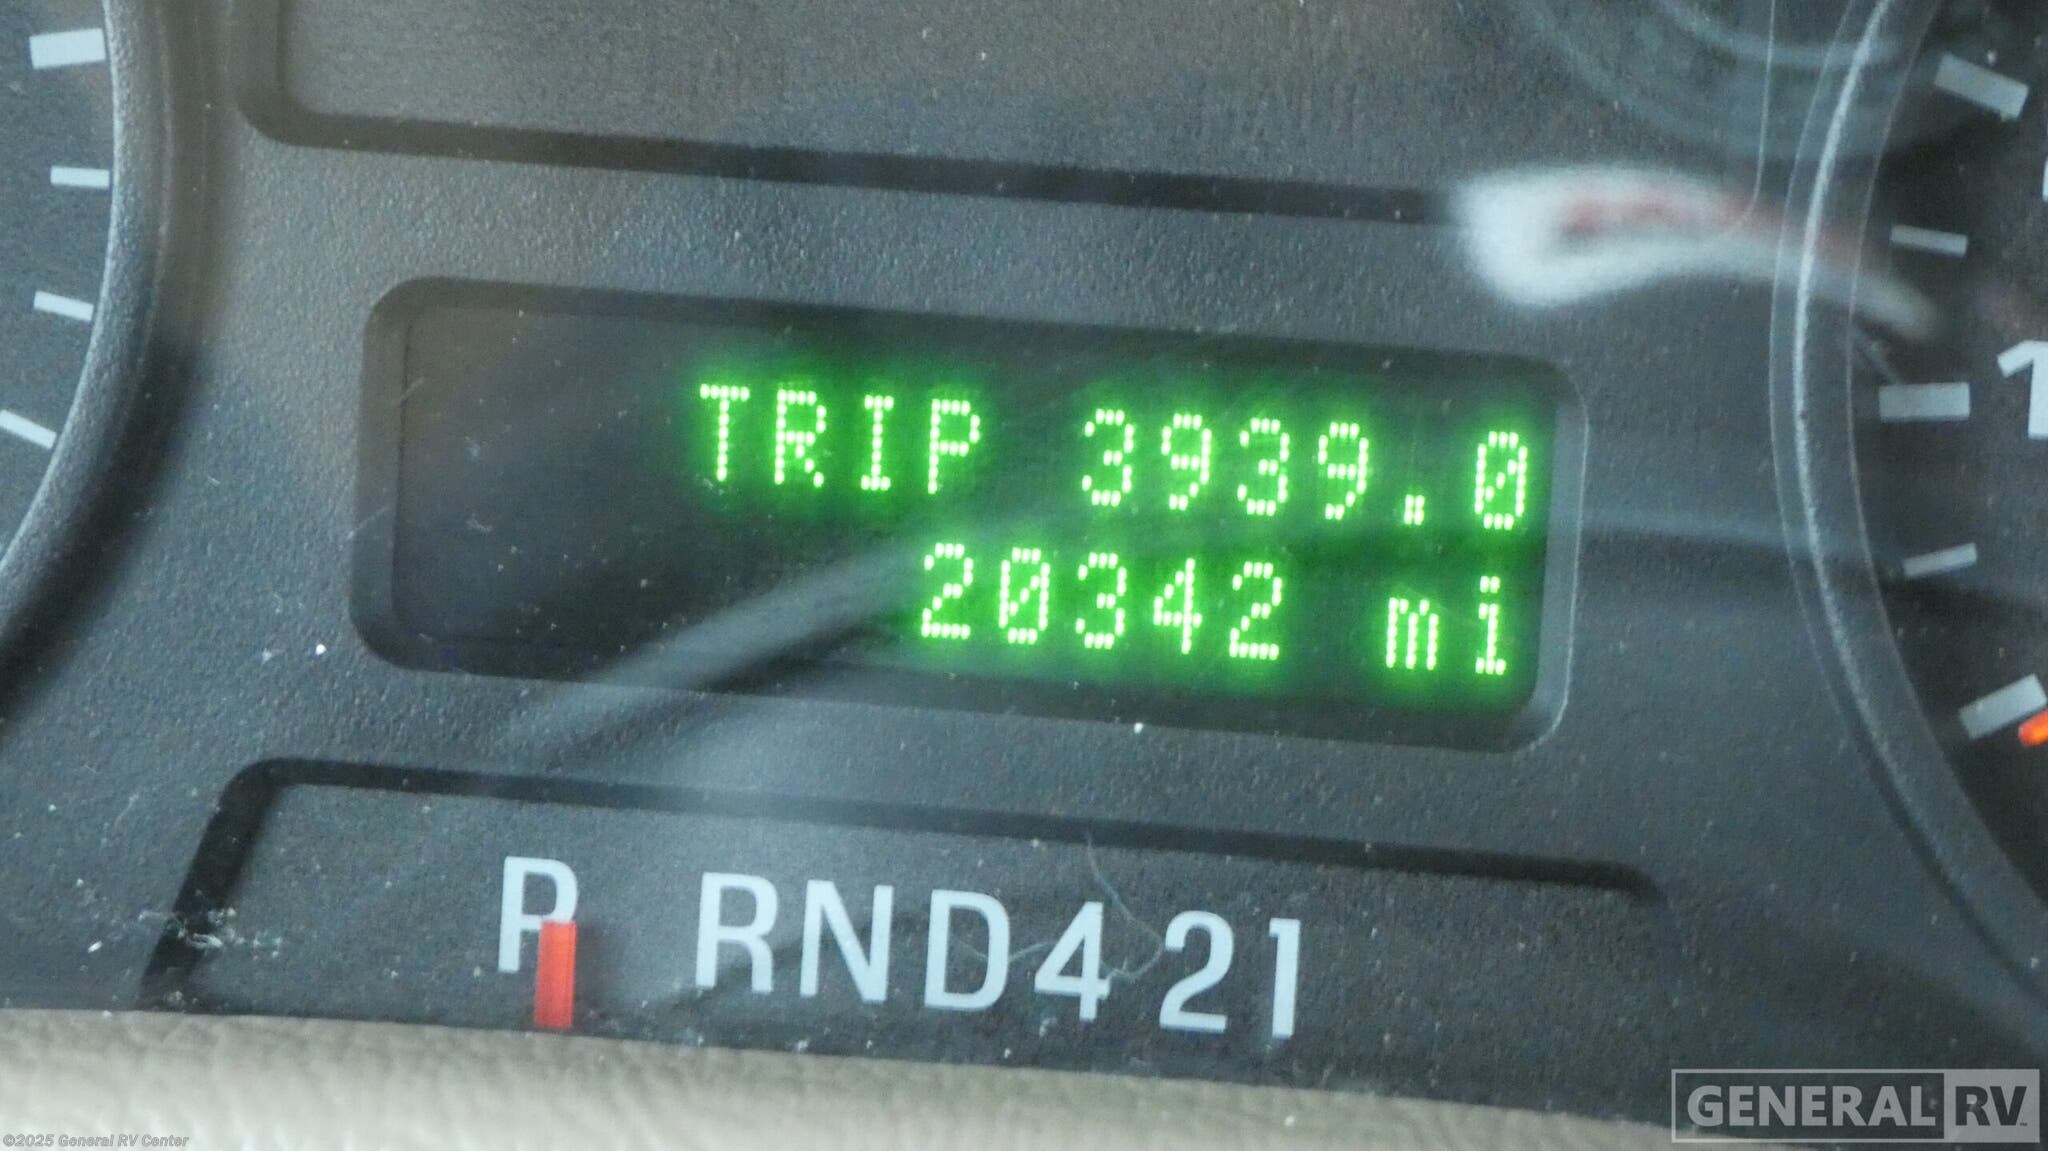 TRIP 3939.0
20342 mi
P RND421
GENERAL RV
©2025 General RV Center